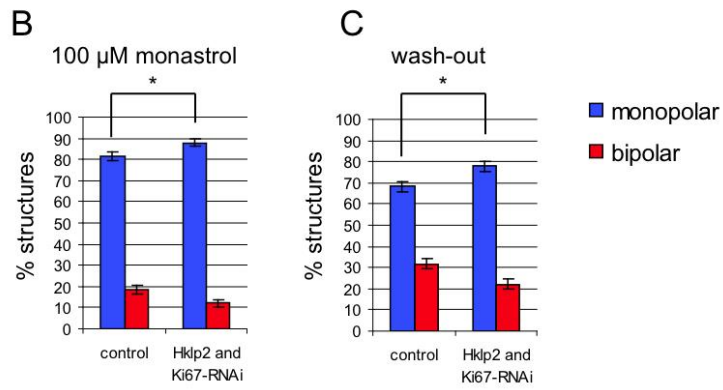 B
100 µM monastrol
*
% structures
100
90
80
70
60
50
40
30
20
10
0
control
Hklp2 and
Ki67-RNAi
C
wash-out
*
% structures
100
90
80
70
60
50
40
30
20
10
0
control
Hklp2 and
Ki67-RNAi
monopolar
bipolar